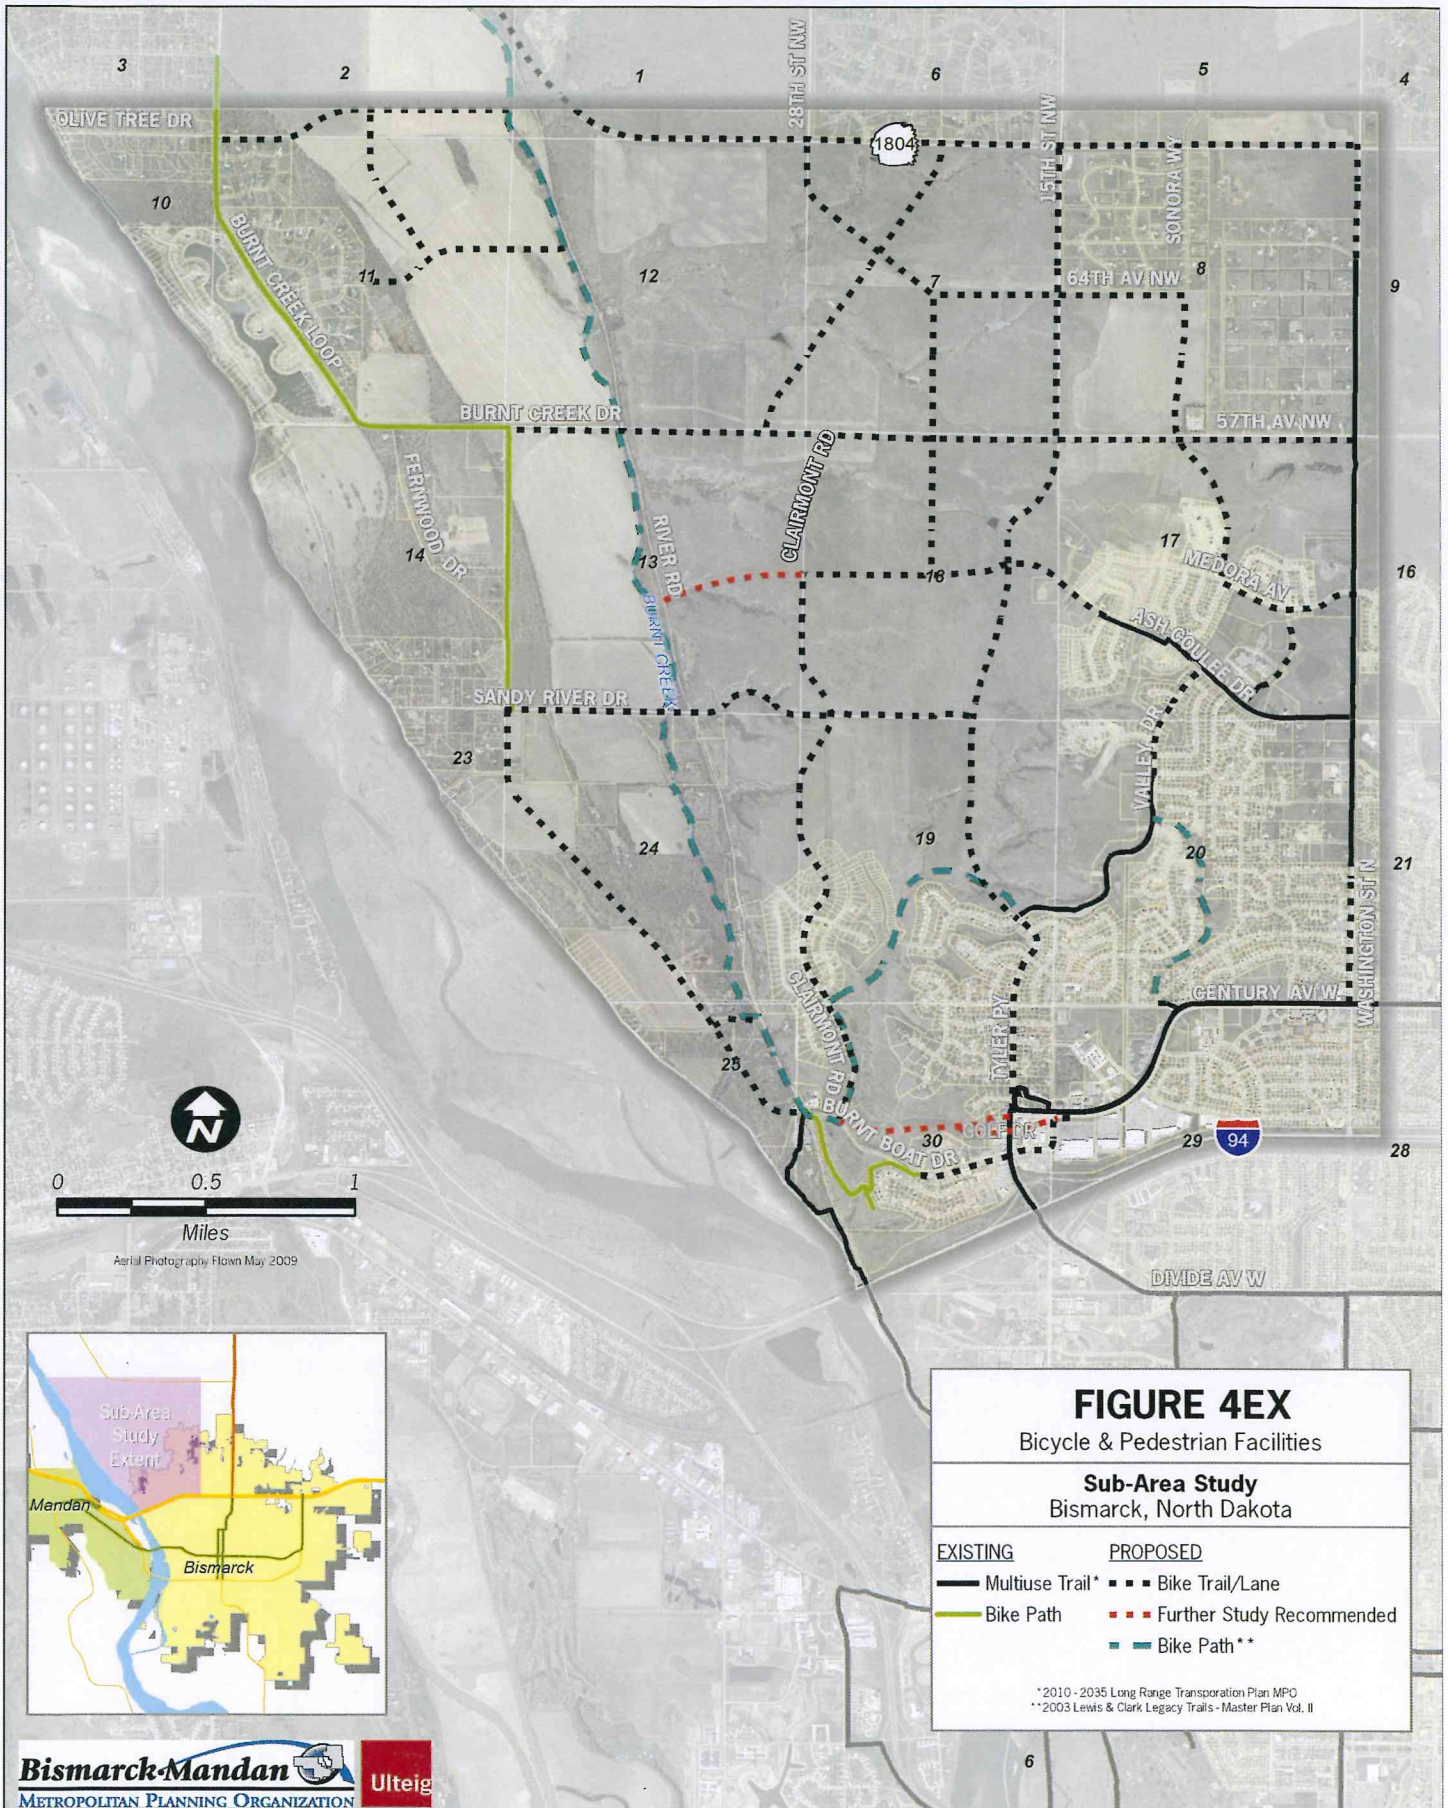 28TH ST NW
3
2
1
6
5
4
OLIVE TREE DR
1804
15TH ST NW
SONORA WY
10
BURNT CREEK LOOP
11
12
7
64TH AV NW
8
9
BURNT CREEK DR
57TH AV NW
CLAIRMONT RD
FERNWOOD DR
14
RIVER RD
13
18
17
MEDORA AV
16
BURNT CREEK
ASH COULEE DR
SANDY RIVER DR
23
VALLEY DR
24
19
20
21
WASHINGTON ST N
CLAIRMONT RD
CENTURY AV W
TYLER PY
25
BURNT BOAT DR
30
GOLF DR
29
94
28
N
0 0.5 1
Miles
Aerial Photography Flown May 2009
DIVIDE AV W
Sub-Area
Study
Extent
Mandan
Bismarck
FIGURE 4EX
Bicycle & Pedestrian Facilities
Sub-Area Study
Bismarck, North Dakota
EXISTING PROPOSED
Multiuse Trail* Bike Trail/Lane
Bike Path Further Study Recommended
Bike Path**
*2010 - 2035 Long Range Transporation Plan MPO
**2003 Lewis & Clark Legacy Trails - Master Plan Vol. II
6
Bismarck-Mandan
METROPOLITAN PLANNING ORGANIZATION
Ulteig